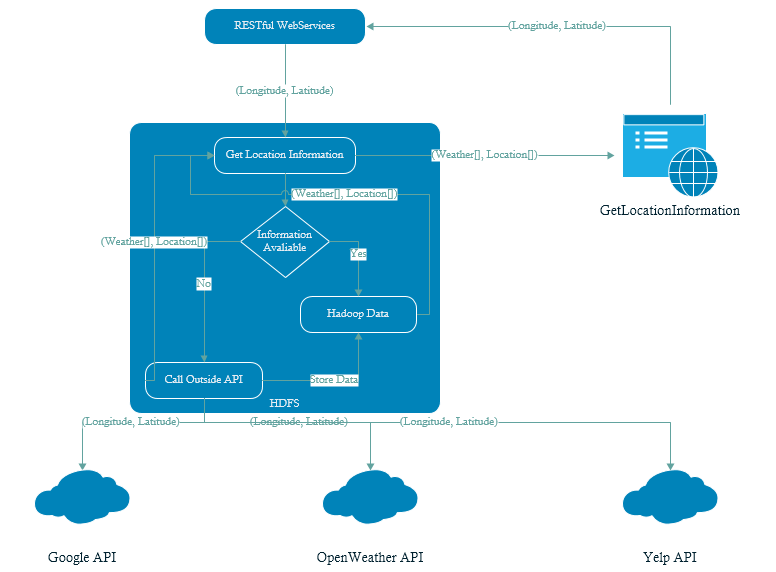 RESTful WebServices
(Longitude, Latitude)
(Longitude, Latitude)
Get Location Information
(Weather[], Location[])
GetLocationInformation
(Weather[], Location[])
Information
Avaliable
(Weather[], Location[])
Yes
No
Hadoop Data
Call Outside API
Store Data
HDFS
(Longitude, Latitude)
(Longitude, Latitude)
(Longitude, Latitude)
Google API
OpenWeather API
Yelp API